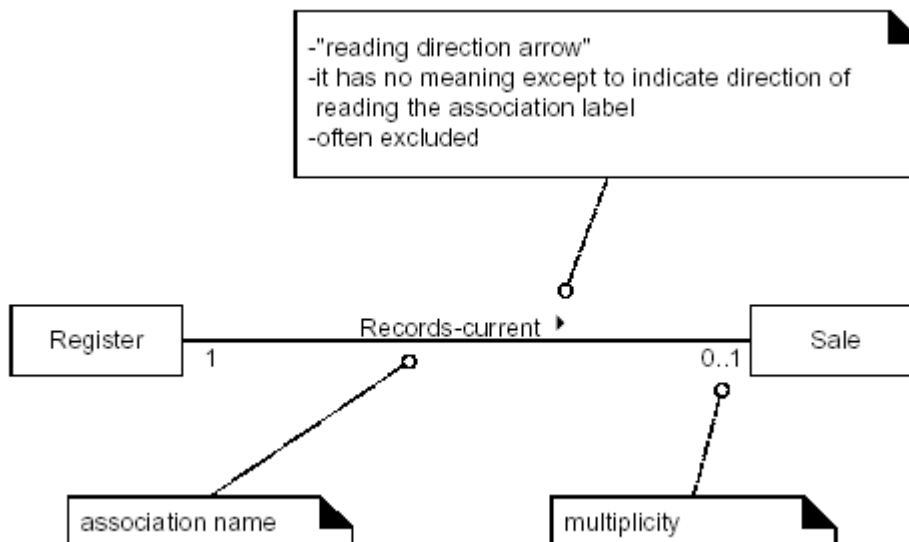 -"reading direction arrow"
-it has no meaning except to indicate direction of
reading the association label
-often excluded
Records-current
Register
Sale
1
0..1
association name
multiplicity